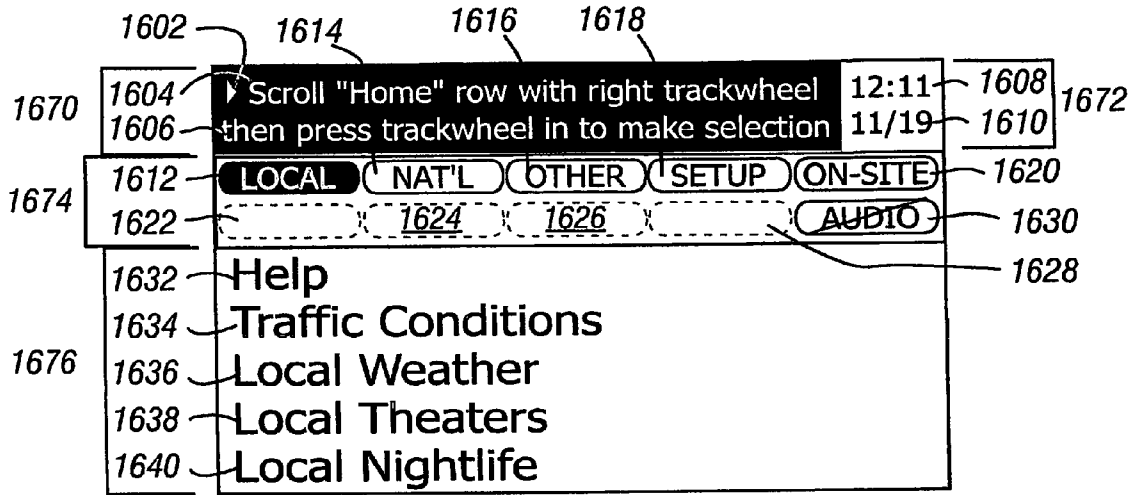 1602 1614 1616 1618
1670 1604 Scroll "Home" row with right trackwheel 12:11 1608 1672
1606 then press trackwheel in to make selection 11/19 1610
1674 1612 LOCAL NAT'L OTHER SETUP ON-SITE 1620
1622 1624 1626 AUDIO 1630
1628
1632 Help
1634 Traffic Conditions
1676 1636 Local Weather
1638 Local Theaters
1640 Local Nightlife